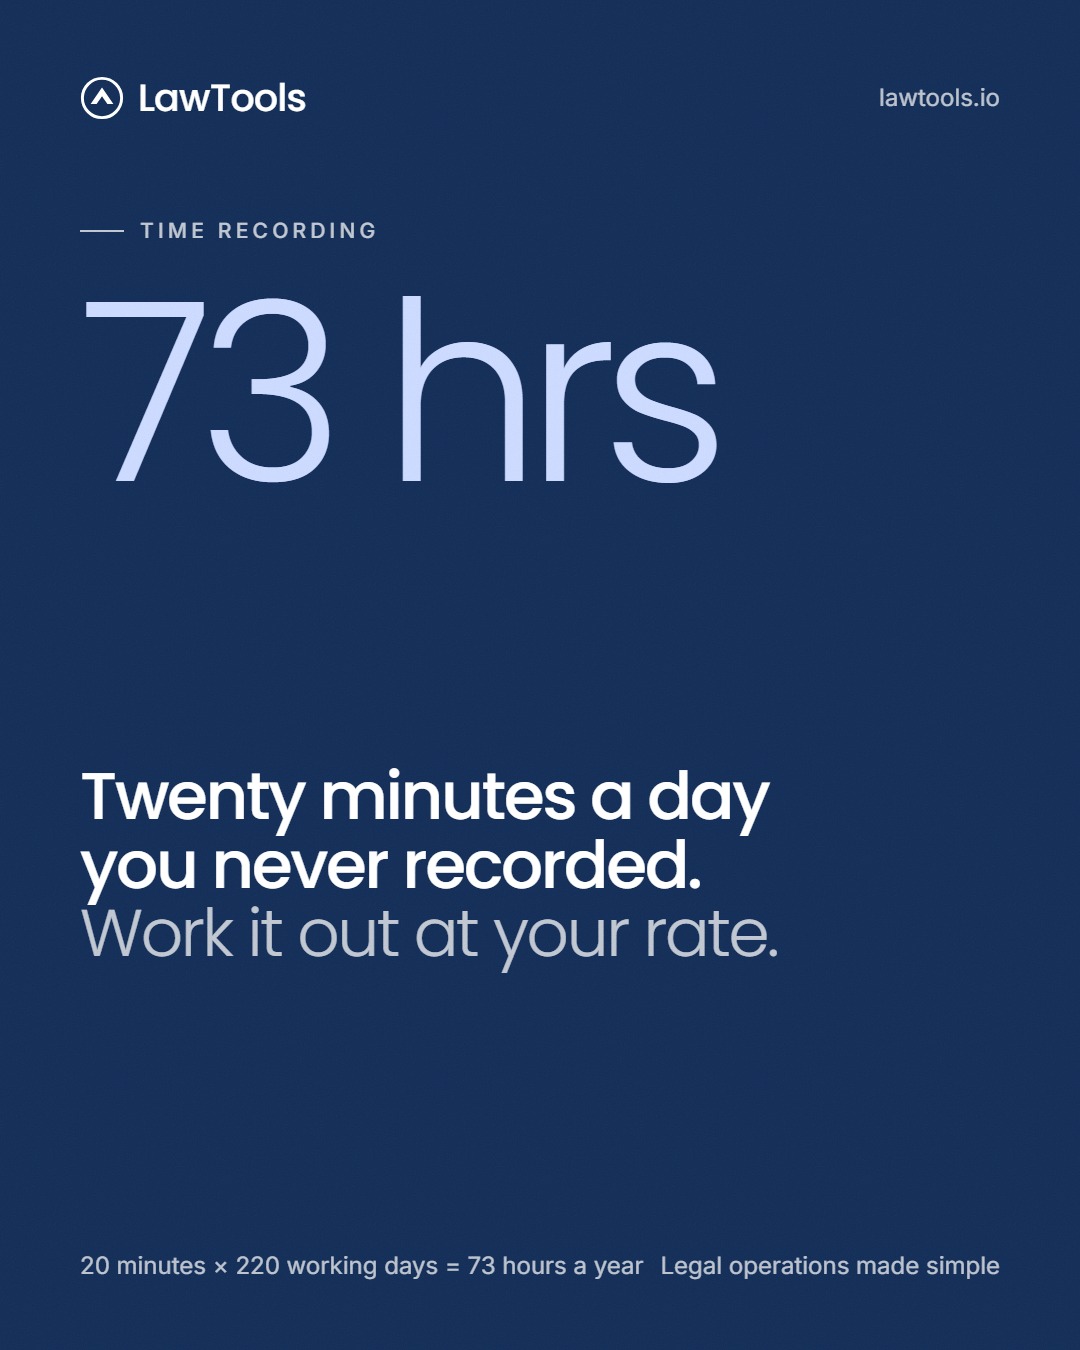 LawTools
lawtools.io
TIME RECORDING
73 hrs
Twenty minutes a day
you never recorded.
Work it out at your rate.
20 minutes × 220 working days = 73 hours a year
Legal operations made simple